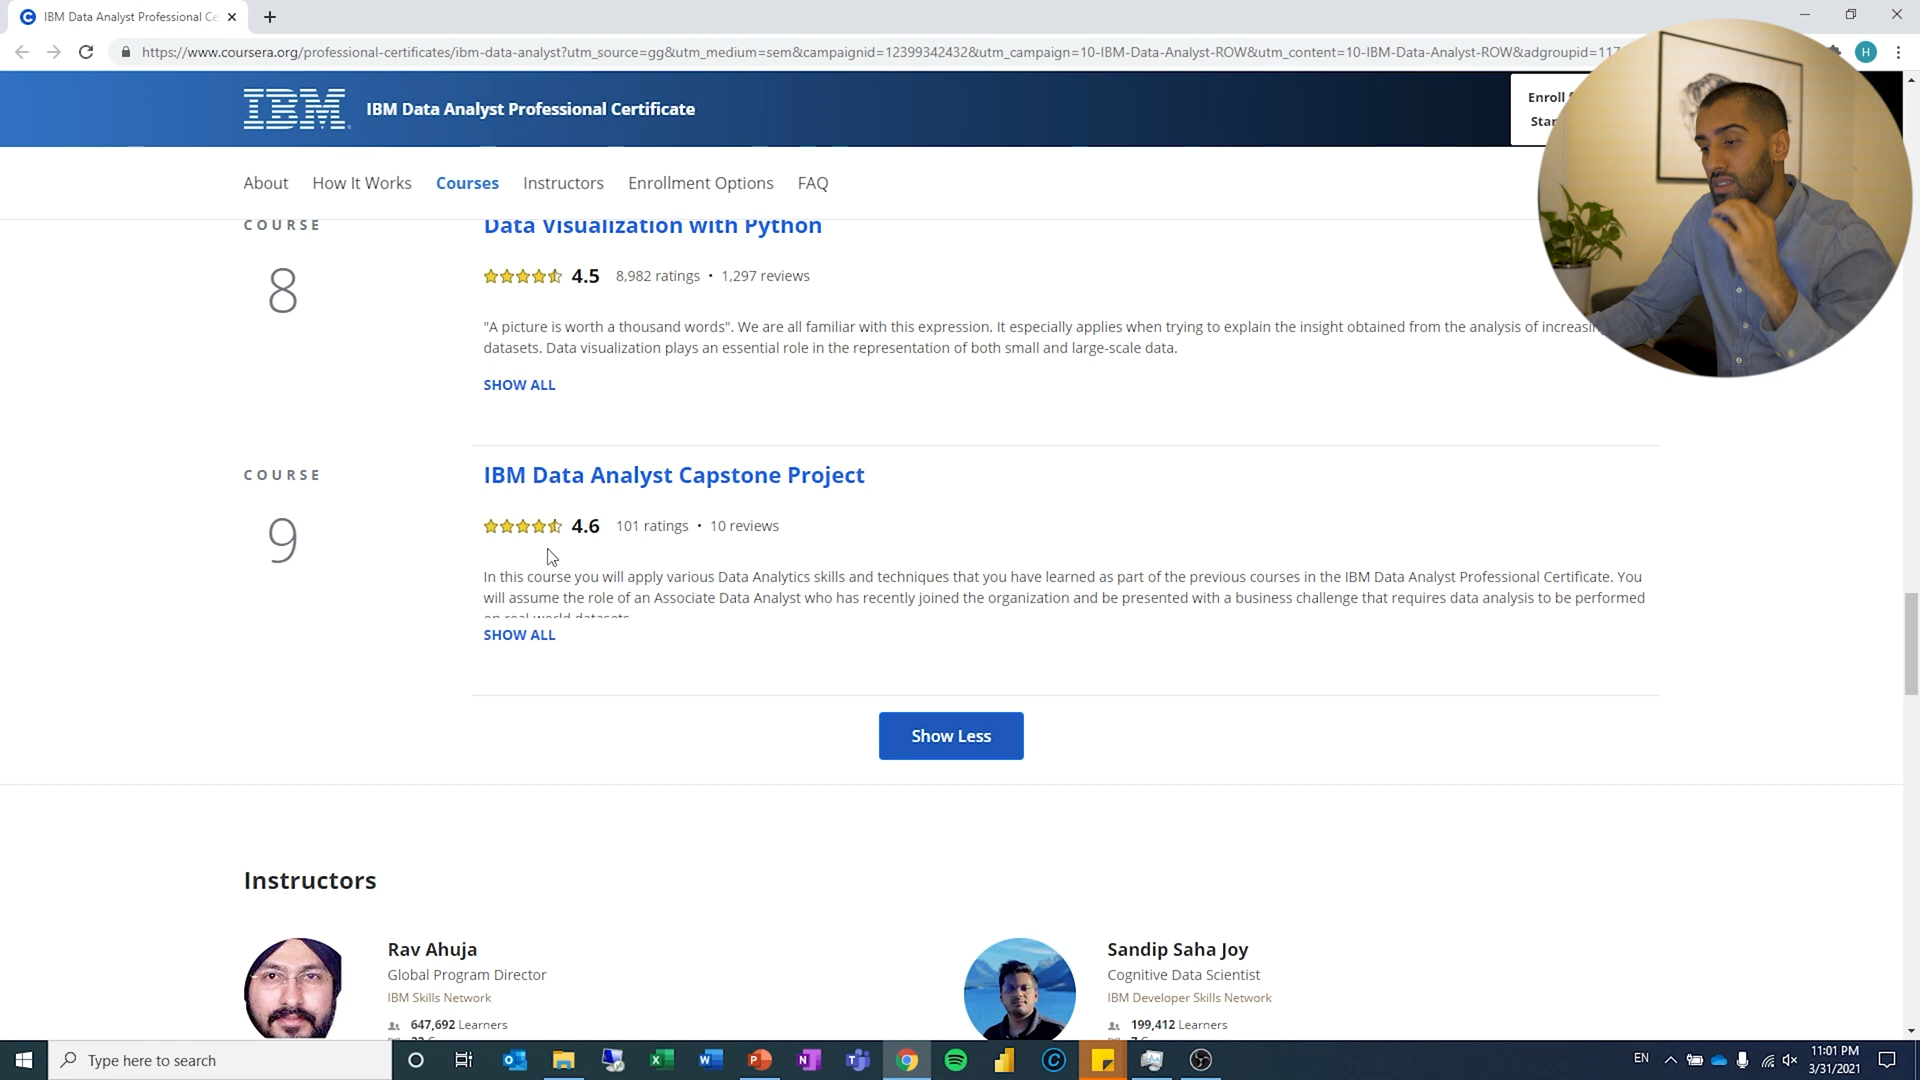 IBM Data Analyst Professional Ce
https://www.coursera.org/professional-certificates/ibm-data-analyst?utm_source=gg&utm_medium=sem&campaignid=12399342432&utm_campaign=10-IBM-Data-Analyst-ROW&utm_content=10-IBM-Data-Analyst-ROW&adgroupid=117
H
IBM
IBM Data Analyst Professional Certificate
Enroll
Star
About How It Works Courses Instructors Enrollment Options FAQ
COURSE
8
Data Visualization with Python
4.5 8,982 ratings • 1,297 reviews
"A picture is worth a thousand words". We are all familiar with this expression. It especially applies when trying to explain the insight obtained from the analysis of increasin
datasets. Data visualization plays an essential role in the representation of both small and large-scale data.
SHOW ALL
COURSE
9
IBM Data Analyst Capstone Project
4.6 101 ratings • 10 reviews
In this course you will apply various Data Analytics skills and techniques that you have learned as part of the previous courses in the IBM Data Analyst Professional Certificate. You
will assume the role of an Associate Data Analyst who has recently joined the organization and be presented with a business challenge that requires data analysis to be performed
on real world datasets
SHOW ALL
Show Less
Instructors
Rav Ahuja
Global Program Director
IBM Skills Network
647,692 Learners
Sandip Saha Joy
Cognitive Data Scientist
IBM Developer Skills Network
199,412 Learners
Type here to search
EN
11:01 PM
3/31/2021